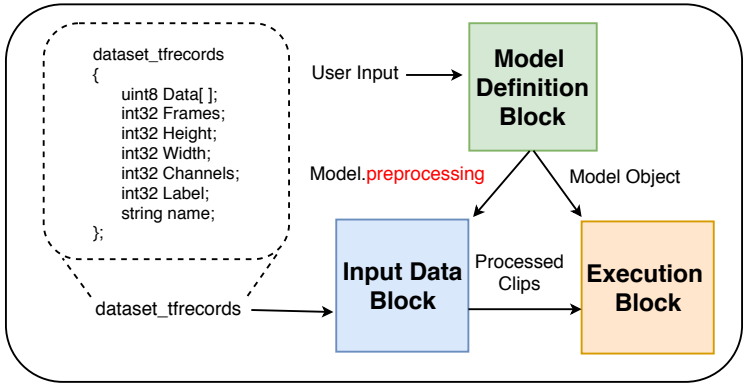 dataset_tfrecords
{
uint8 Data[ ];
int32 Frames;
int32 Height;
int32 Width;
int32 Channels;
int32 Label;
string name;
};
dataset_tfrecords
User Input
Model
Definition
Block
Model.preprocessing
Model Object
Input Data
Block
Processed
Clips
Execution
Block